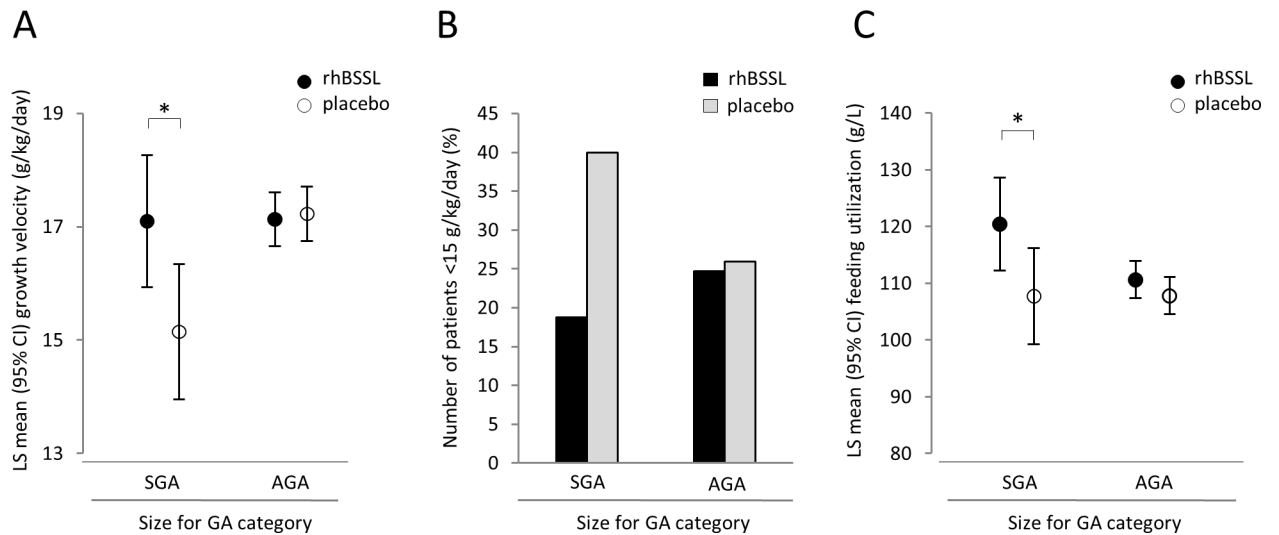 A
LS mean (95% CI) growth velocity (g/kg/day)
rhBSSL
placebo
19
17
15
13
*
SGA
AGA
Size for GA category
B
Number of patients <15 g/kg/day (%)
rhBSSL
placebo
45
40
35
30
25
20
15
10
5
0
SGA
AGA
Size for GA category
C
LS mean (95% CI) feeding utilization (g/L)
rhBSSL
placebo
140
130
120
110
100
90
80
*
SGA
AGA
Size for GA category